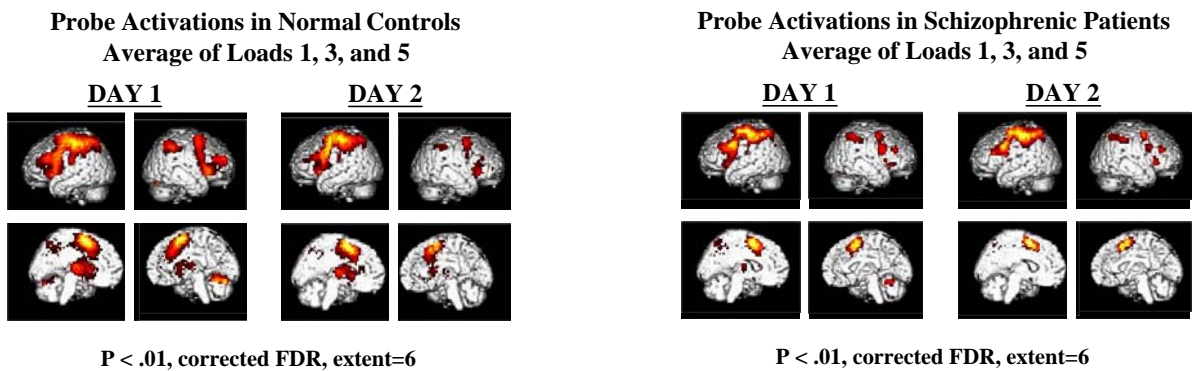 Probe Activations in Normal Controls
Average of Loads 1, 3, and 5
DAY 1
DAY 2
P < .01, corrected FDR, extent=6
Probe Activations in Schizophrenic Patients
Average of Loads 1, 3, and 5
DAY 1
DAY 2
P < .01, corrected FDR, extent=6